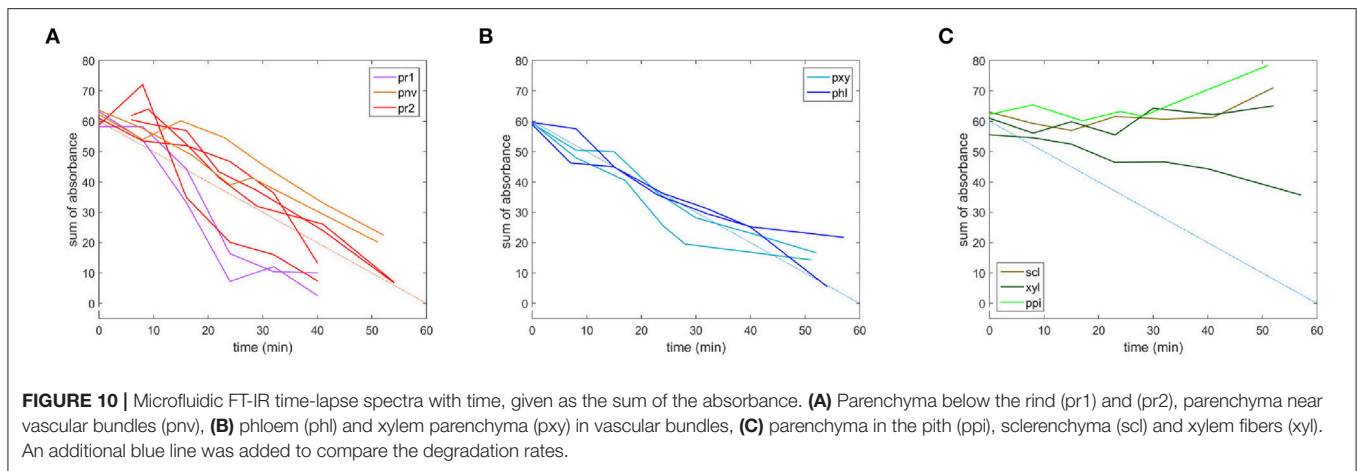 A
80
70
60
50
40
30
20
10
0
sum of absorbance
0 10 20 30 40 50 60
time (min)
pr1
pnv
pr2
B
80
70
60
50
40
30
20
10
0
sum of absorbance
0 10 20 30 40 50 60
time (min)
pxy
phl
C
80
70
60
50
40
30
20
10
0
sum of absorbance
0 10 20 30 40 50 60
time (min)
scl
xyl
ppi
FIGURE 10 | Microfluidic FT-IR time-lapse spectra with time, given as the sum of the absorbance. (A) Parenchyma below the rind (pr1) and (pr2), parenchyma near
vascular bundles (pnv), (B) phloem (phl) and xylem parenchyma (pxy) in vascular bundles, (C) parenchyma in the pith (ppi), sclerenchyma (scl) and xylem fibers (xyl).
An additional blue line was added to compare the degradation rates.